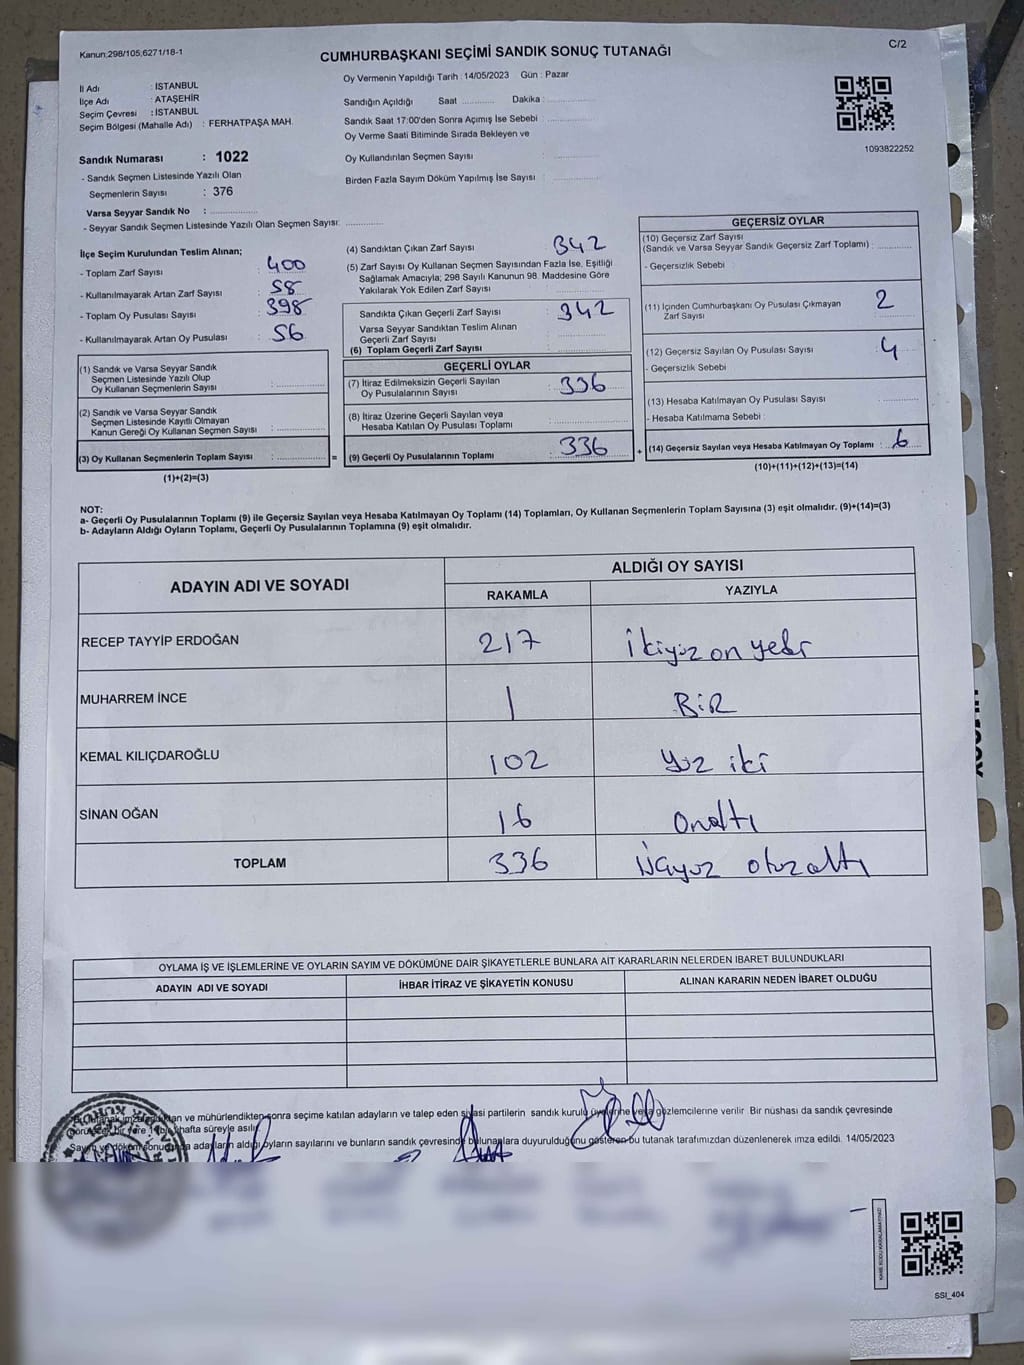 Kanun:298/105,6271/18-1
CUMHURBAŞKANI SEÇİMİ SANDIK SONUÇ TUTANAĞI
C/2
Oy Vermenin Yapıldığı Tarih : 14/05/2023 Gün : Pazar
İl Adı : İSTANBUL
İlçe Adı : ATAŞEHİR
Seçim Çevresi : İSTANBUL
Seçim Bölgesi (Mahalle Adı) : FERHATPAŞA MAH.
Sandığın Açıldığı Saat ........... Dakika : ...............
Sandık Saat 17:00'den Sonra Açımış İse Sebebi : ...............
Oy Verme Saati Bitiminde Sırada Bekleyen ve
Oy Kullandırılan Seçmen Sayısı : ...............
Birden Fazla Sayım Döküm Yapılmış İse Sayısı : ...............
1093822252
Sandık Numarası : 1022
- Sandık Seçmen Listesinde Yazılı Olan
Seçmenlerin Sayısı : 376
Varsa Seyyar Sandık No : ...............
- Seyyar Sandık Seçmen Listesinde Yazılı Olan Seçmen Sayısı: ............
İlçe Seçim Kurulundan Teslim Alınan;
- Toplam Zarf Sayısı : 400
- Kullanılmayarak Artan Zarf Sayısı : 58
- Toplam Oy Pusulası Sayısı : 398
- Kullanılmayarak Artan Oy Pusulası : 56
(1) Sandık ve Varsa Seyyar Sandık
Seçmen Listesinde Yazılı Olup
Oy Kullanan Seçmenlerin Sayısı : ...............
(2) Sandık ve Varsa Seyyar Sandık
Seçmen Listesinde Kayıtlı Olmayan
Kanun Gereği Oy Kullanan Seçmen Sayısı : ...............
(3) Oy Kullanan Seçmenlerin Toplam Sayısı : ............... =
(1)+(2)=(3)
(4) Sandıktan Çıkan Zarf Sayısı : 342
(5) Zarf Sayısı Oy Kullanan Seçmen Sayısından Fazla İse, Eşitliği
Sağlamak Amacıyla; 298 Sayılı Kanunun 98. Maddesine Göre
Yakılarak Yok Edilen Zarf Sayısı : ...............
Sandıkta Çıkan Geçerli Zarf Sayısı : 342
Varsa Seyyar Sandıktan Teslim Alınan
Geçerli Zarf Sayısı : ...............
(6) Toplam Geçerli Zarf Sayısı : ...............
GEÇERLİ OYLAR
(7) İtiraz Edilmeksizin Geçerli Sayılan
Oy Pusulalarının Sayısı : 336
(8) İtiraz Üzerine Geçerli Sayılan veya
Hesaba Katılan Oy Pusulası Toplamı : ...............
(9) Geçerli Oy Pusulalarının Toplamı : 336 +
GEÇERSİZ OYLAR
(10) Geçersiz Zarf Sayısı
(Sandık ve Varsa Seyyar Sandık Geçersiz Zarf Toplamı) : ............
- Geçersizlik Sebebi :
(11) İçinden Cumhurbaşkanı Oy Pusulası Çıkmayan : 2
Zarf Sayısı
(12) Geçersiz Sayılan Oy Pusulası Sayısı : 4
- Geçersizlik Sebebi :
(13) Hesaba Katılmayan Oy Pusulası Sayısı : ............
- Hesaba Katılmama Sebebi :
(14) Geçersiz Sayılan veya Hesaba Katılmayan Oy Toplamı : 6
(10)+(11)+(12)+(13)=(14)
NOT:
a- Geçerli Oy Pusulalarının Toplamı (9) ile Geçersiz Sayılan veya Hesaba Katılmayan Oy Toplamı (14) Toplamları, Oy Kullanan Seçmenlerin Toplam Sayısına (3) eşit olmalıdır. (9)+(14)=(3)
b- Adayların Aldığı Oyların Toplamı, Geçerli Oy Pusulalarının Toplamına (9) eşit olmalıdır.
ADAYIN ADI VE SOYADI ALDIĞI OY SAYISI
RAKAMLA YAZIYLA
RECEP TAYYİP ERDOĞAN 217 ikiyüz on yedi
MUHARREM İNCE 1 BİR
KEMAL KILIÇDAROĞLU 102 Yüz iki
SİNAN OĞAN 16 Onaltı
TOPLAM 336 üçyüz otuzaltı
OYLAMA İŞ VE İŞLEMLERİNE VE OYLARIN SAYIM VE DÖKÜMÜNE DAİR ŞİKAYETLERLE BUNLARA AİT KARARLARIN NELERDEN İBARET BULUNDUKLARI
ADAYIN ADI VE SOYADI İHBAR İTİRAZ VE ŞİKAYETİN KONUSU ALINAN KARARIN NEDEN İBARET OLDUĞU
ve mühürlendikten sonra seçime katılan adayların ve talep eden siyasi partilerin sandık kurulu üyelerine veya gözlemcilerine verilir Bir nüshası da sandık çevresinde
hafta süreyle asılır
adayların aldığı oyların sayılarını ve bunların sandık çevresinde bulunanlara duyurulduğunu gösteren bu tutanak tarafımızdan düzenlenerek imza edildi. 14/05/2023
SSI_404